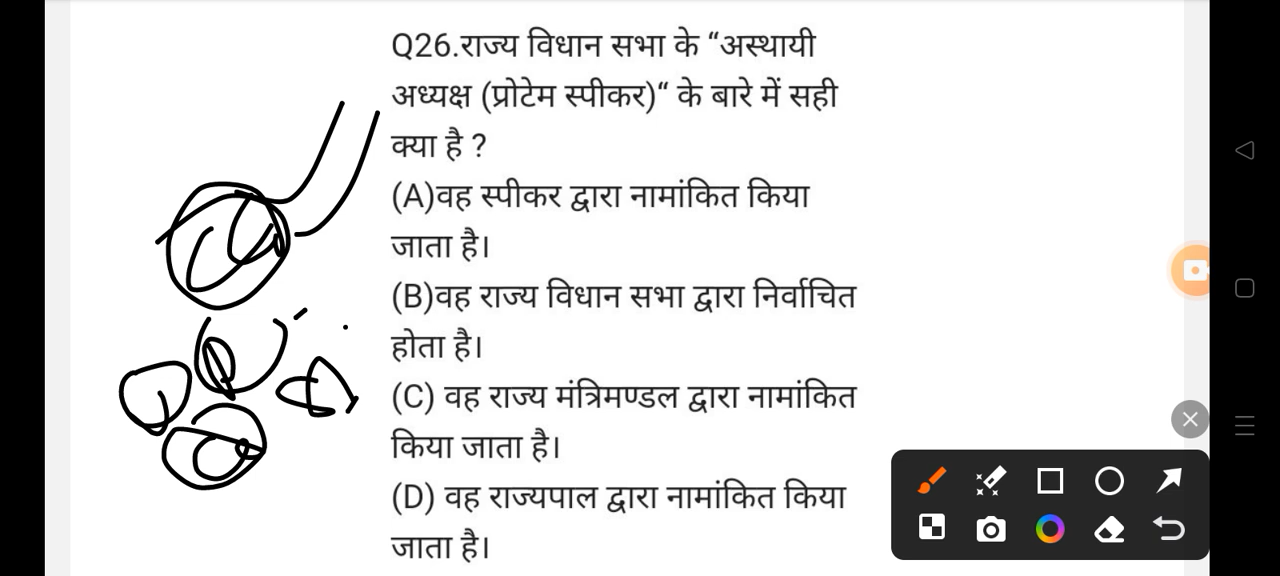 Q26.राज्य विधान सभा के “अस्थायी
अध्यक्ष (प्रोटेम स्पीकर)“ के बारे में सही
क्या है ?
(A)वह स्पीकर द्वारा नामांकित किया
जाता है।
(B)वह राज्य विधान सभा द्वारा निर्वाचित
होता है।
(C) वह राज्य मंत्रिमण्डल द्वारा नामांकित
किया जाता है।
(D) वह राज्यपाल द्वारा नामांकित किया
जाता है।